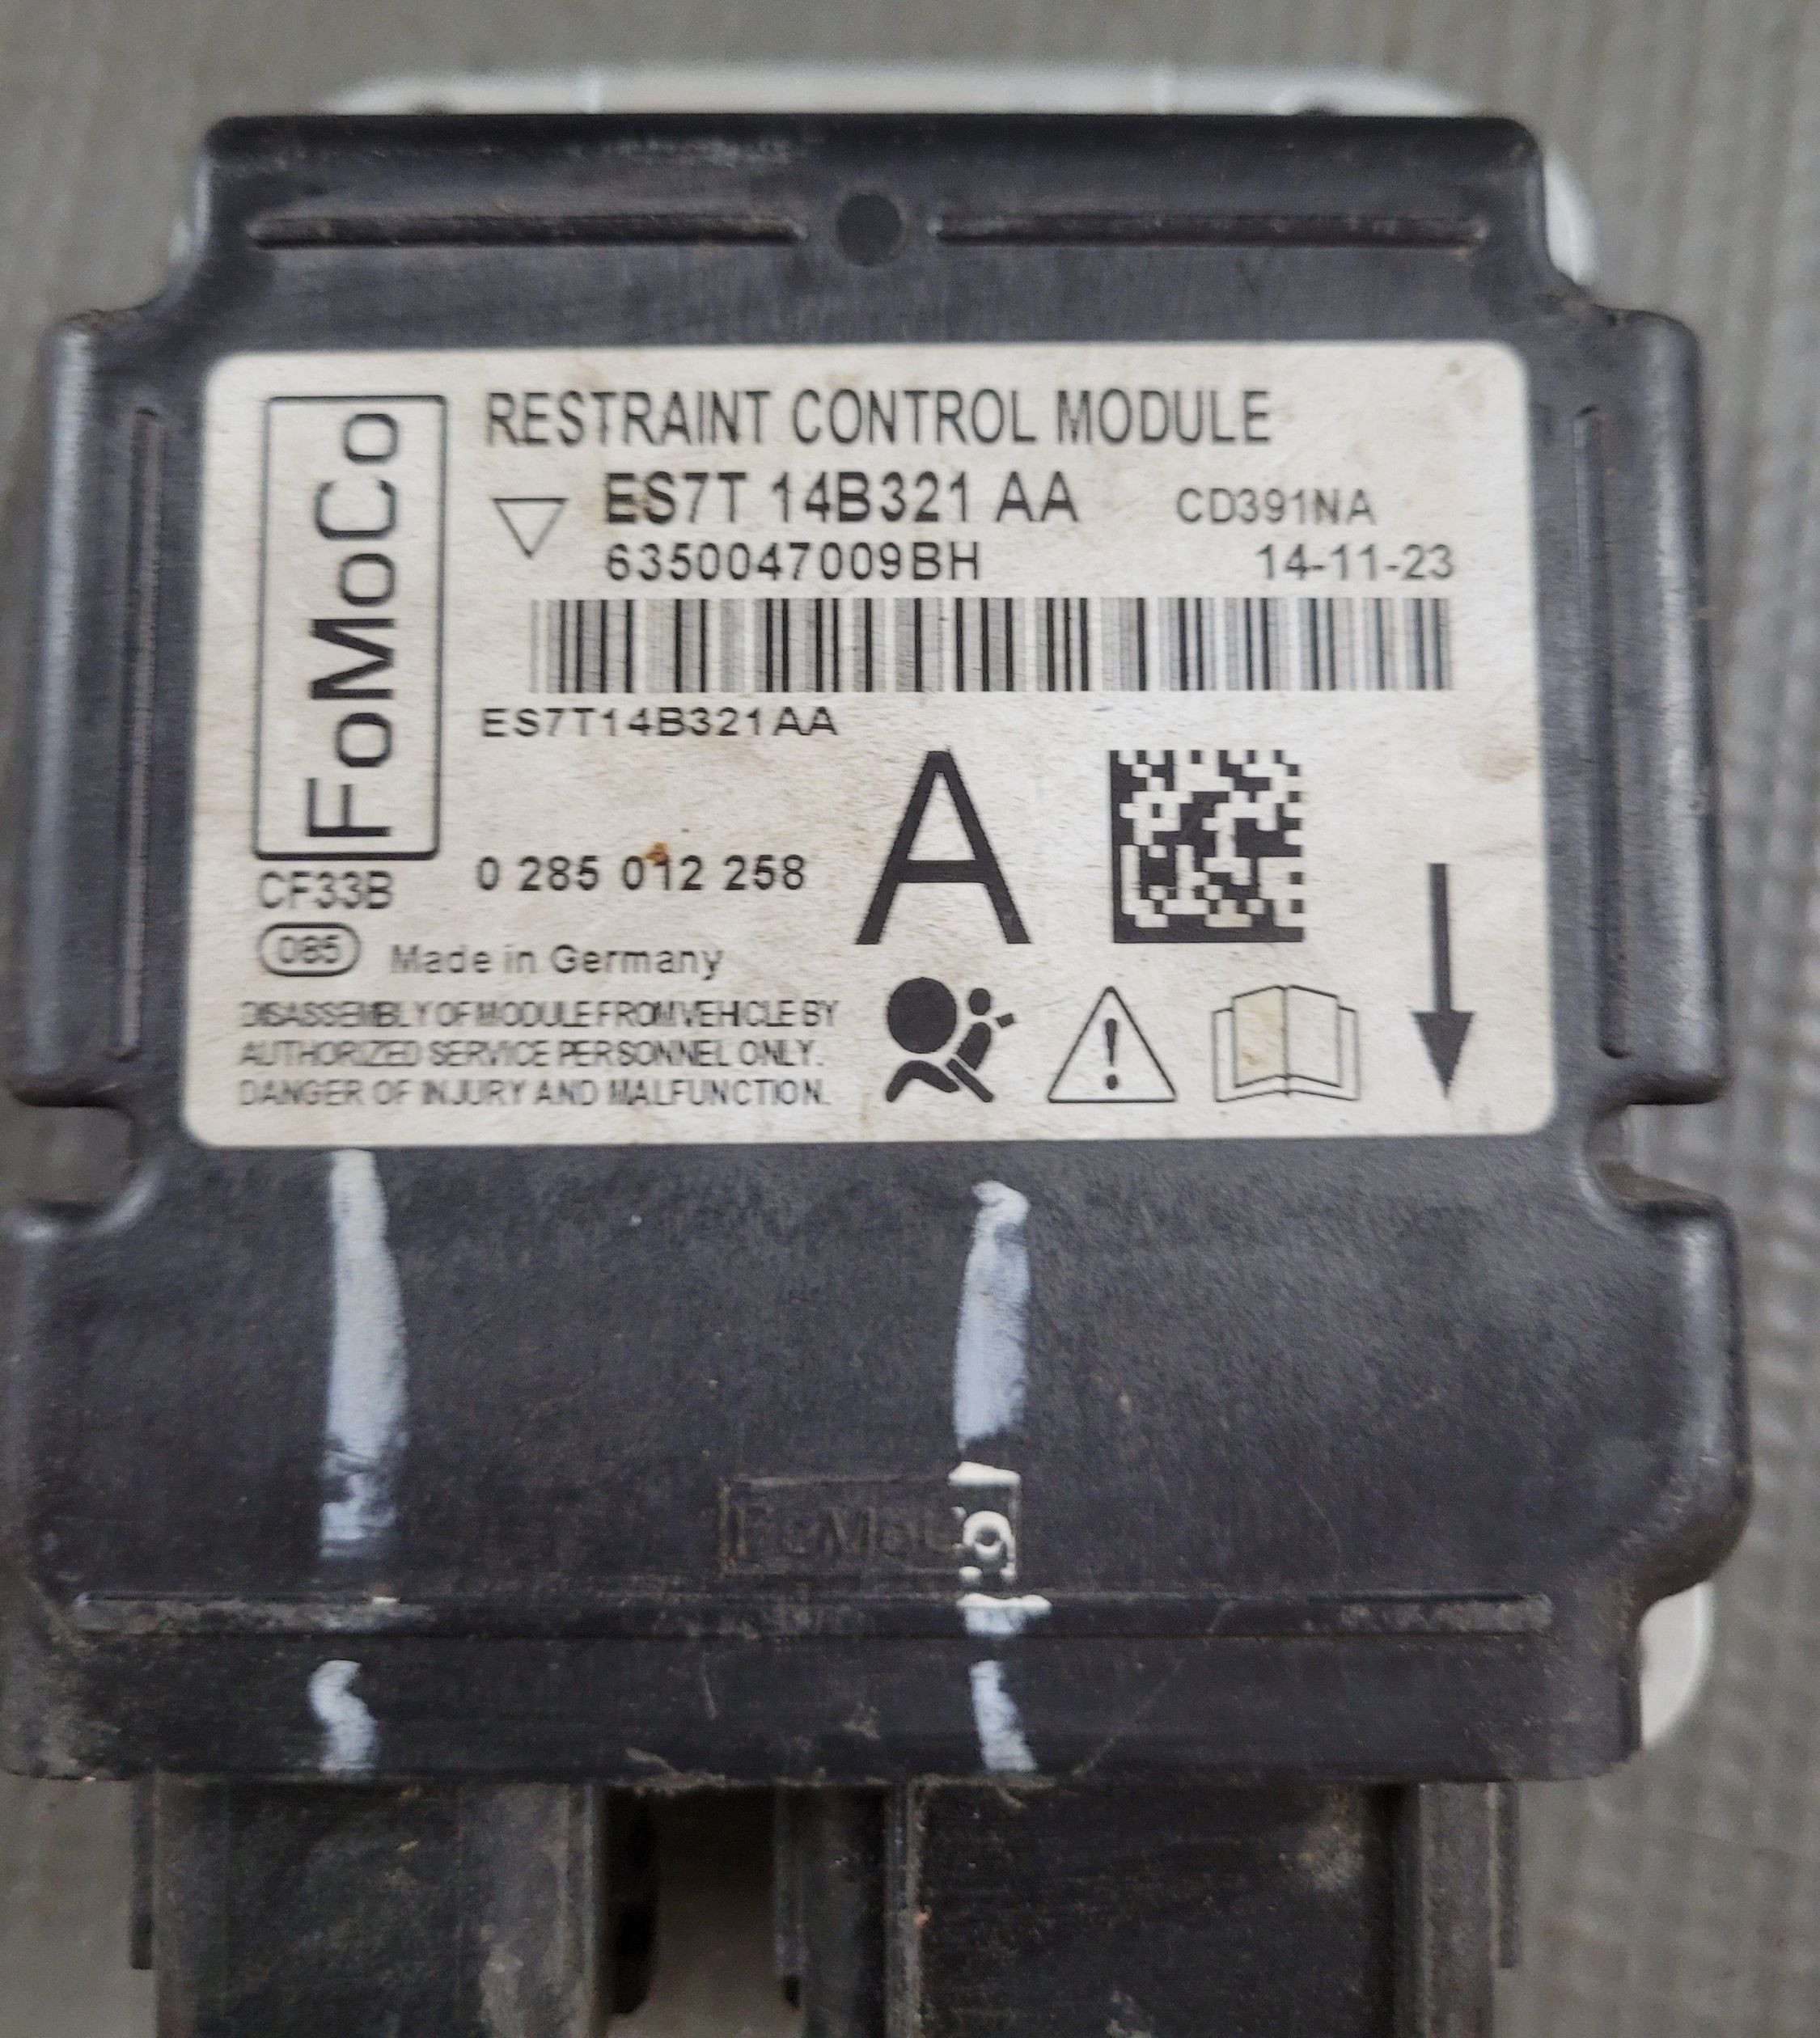 FoMoCo
RESTRAINT CONTROL MODULE
ES7T 14B321 AA CD391NA
6350047009BH 14-11-23
ES7T14B321AA
A
0 285 012 258
CF33B
085 Made in Germany
DISASSEMBLY OF MODULE FROM VEHICLE BY
AUTHORIZED SERVICE PERSONNEL ONLY.
DANGER OF INJURY AND MALFUNCTION.
FoMoCo